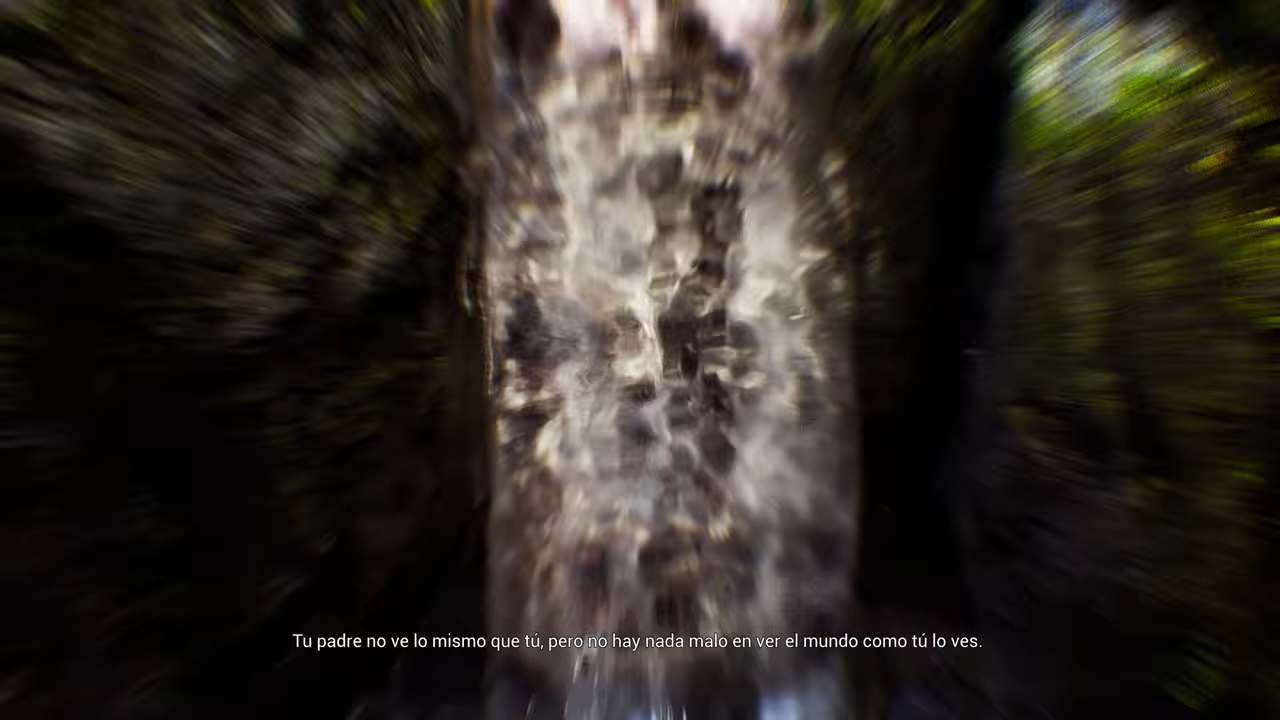 Tu padre no ve lo mismo que tú, pero no hay nada malo en ver el mundo como tú lo ves.